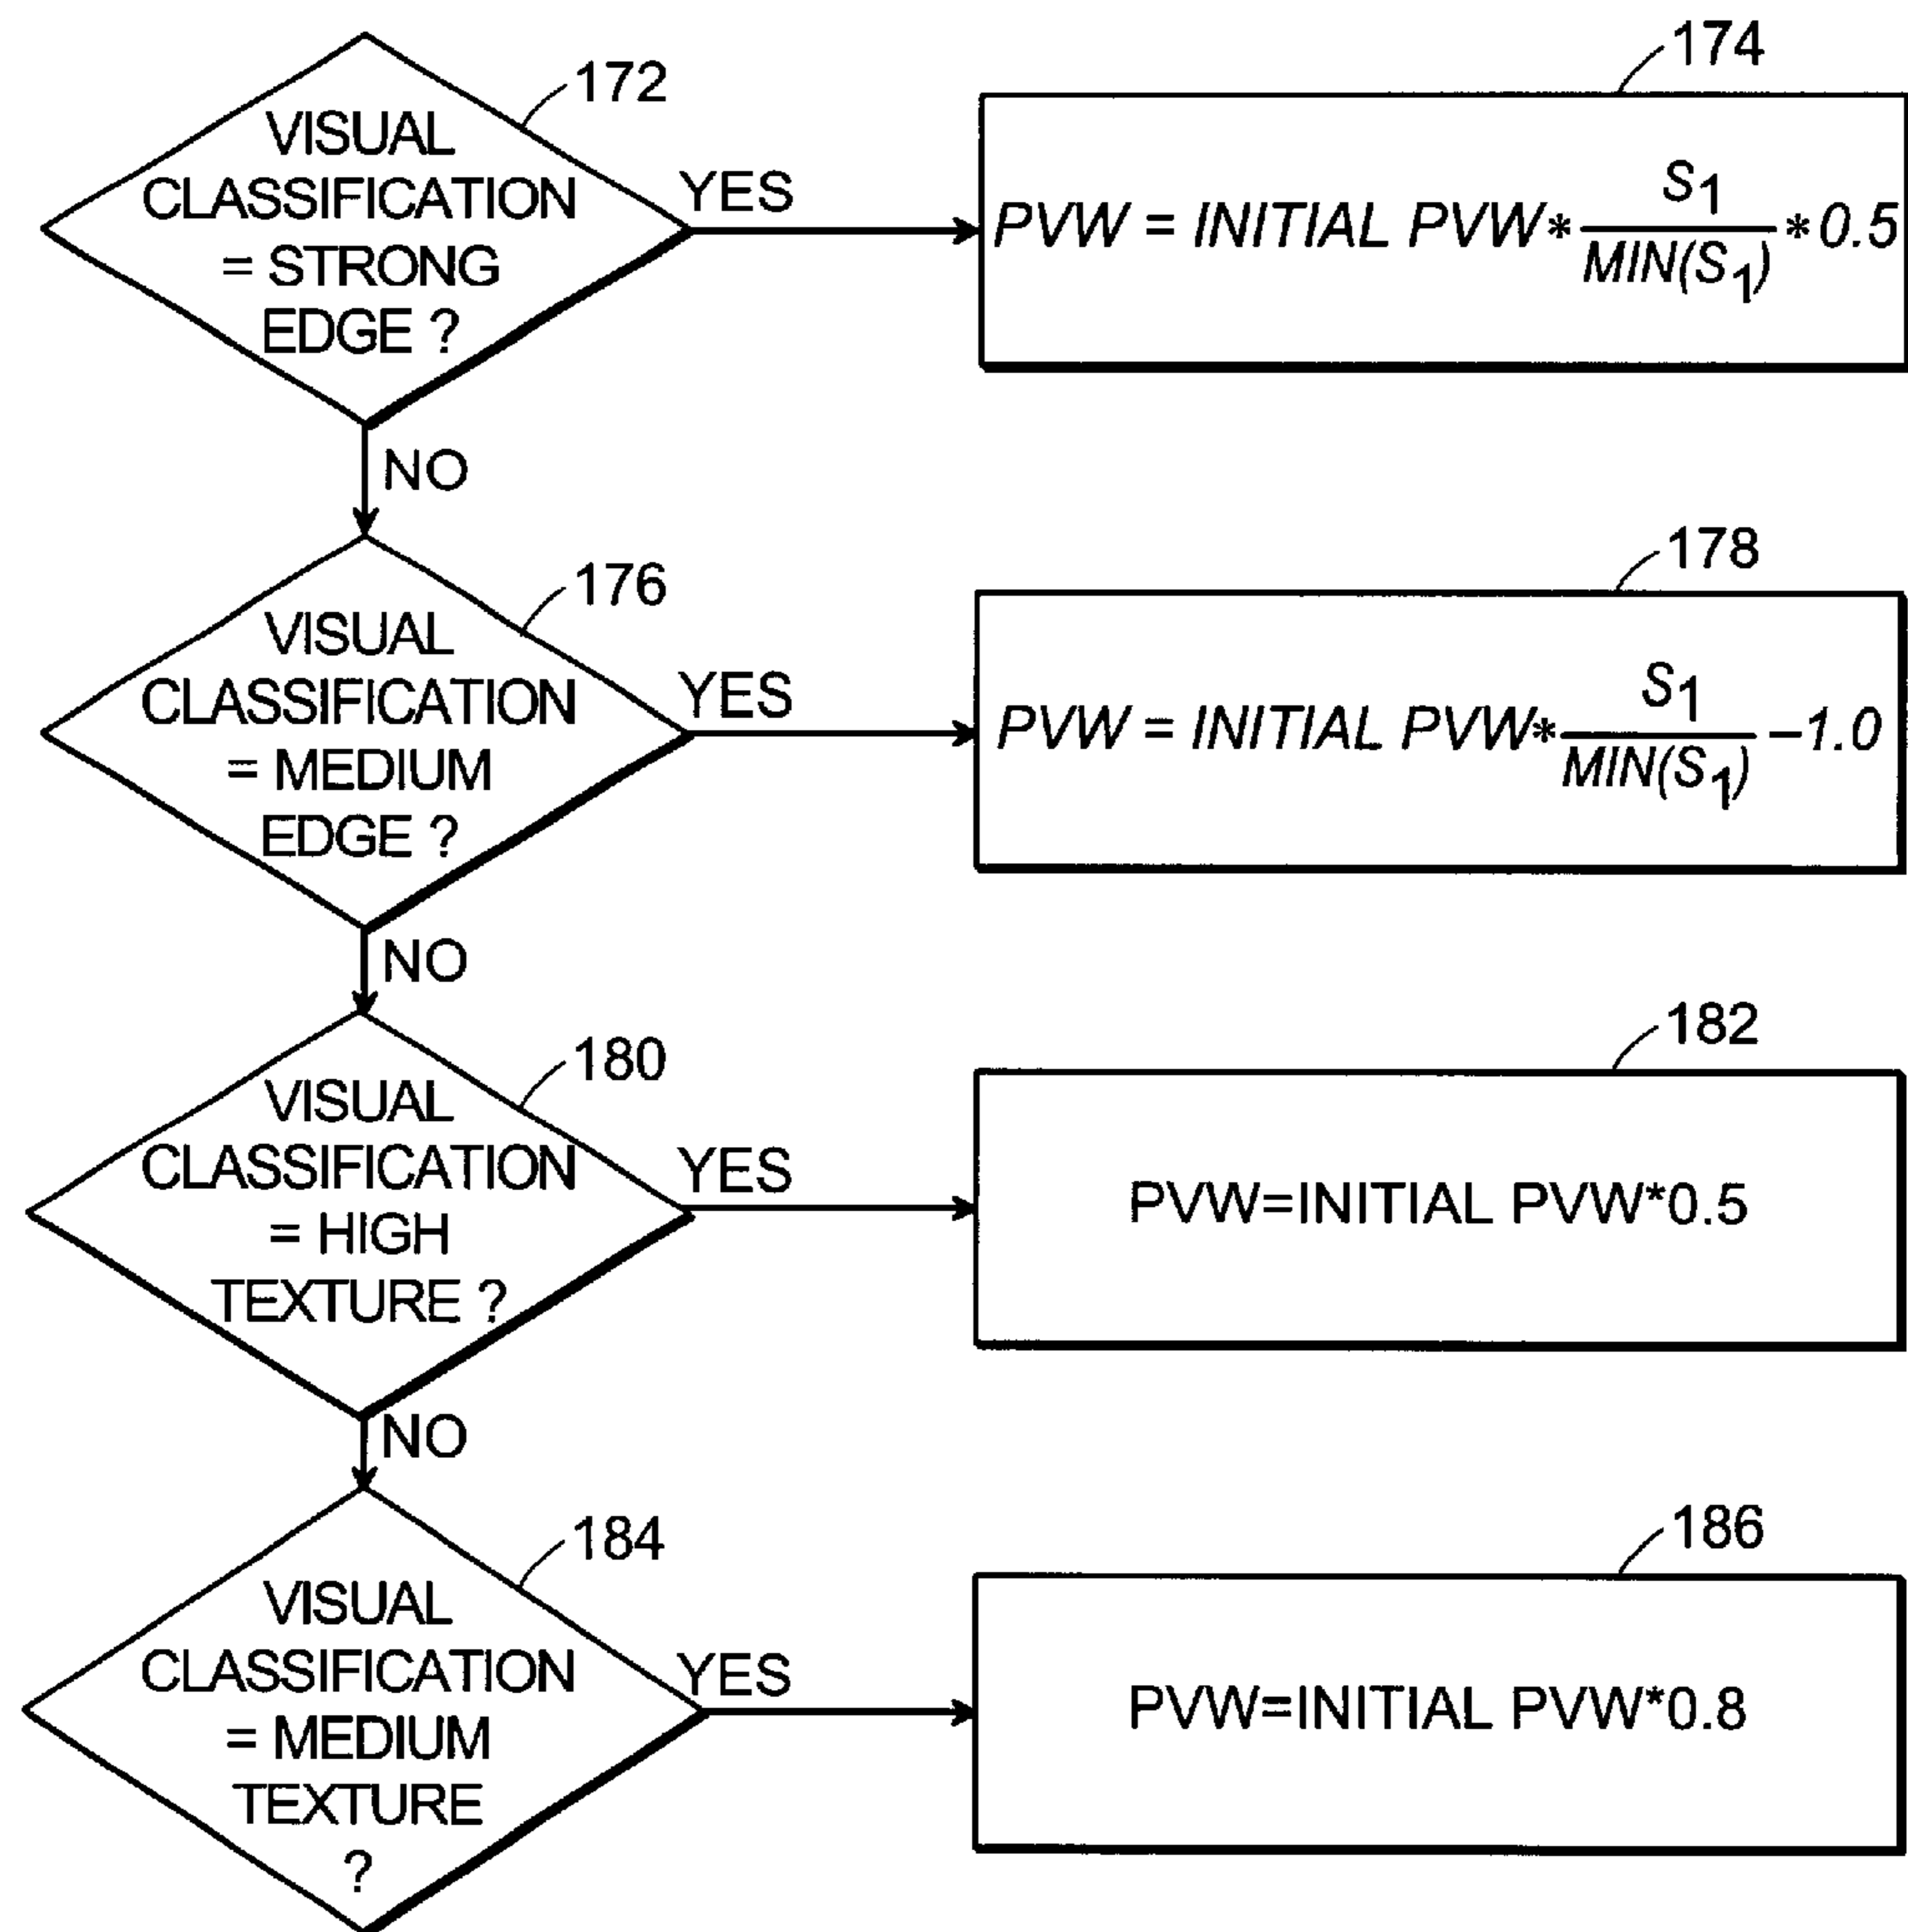 172
VISUAL
CLASSIFICATION
= STRONG
EDGE ?
YES
174
PVW = INITIAL PVW* S1/MIN(S1) *0.5
NO
176
VISUAL
CLASSIFICATION
= MEDIUM
EDGE ?
YES
178
PVW = INITIAL PVW* S1/MIN(S1) –1.0
NO
180
VISUAL
CLASSIFICATION
= HIGH
TEXTURE ?
YES
182
PVW=INITIAL PVW*0.5
NO
184
VISUAL
CLASSIFICATION
= MEDIUM
TEXTURE
?
YES
186
PVW=INITIAL PVW*0.8